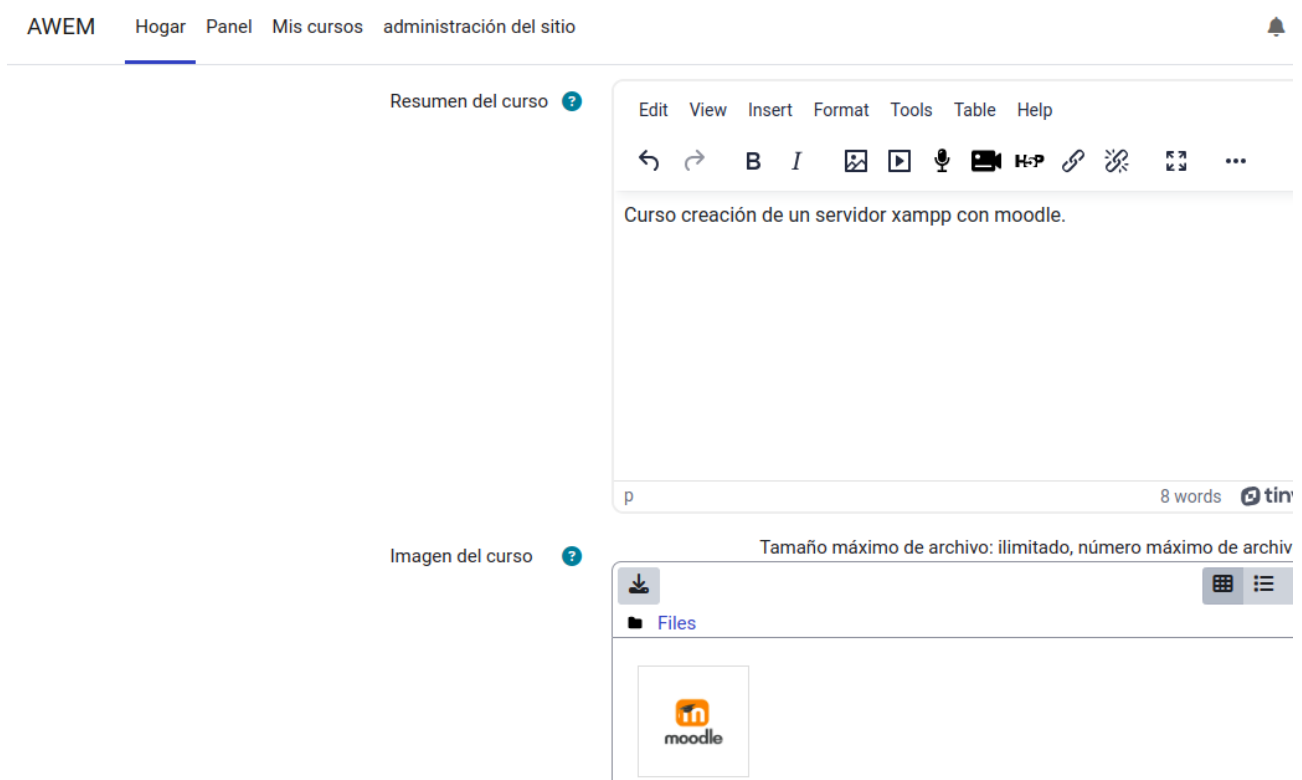 AWEM Hogar Panel Mis cursos administración del sitio
Resumen del curso ?
Edit View Insert Format Tools Table Help
B I H-P
Curso creación de un servidor xampp con moodle.
p 8 words tiny
Imagen del curso ?
Tamaño máximo de archivo: ilimitado, número máximo de archiv
Files
moodle